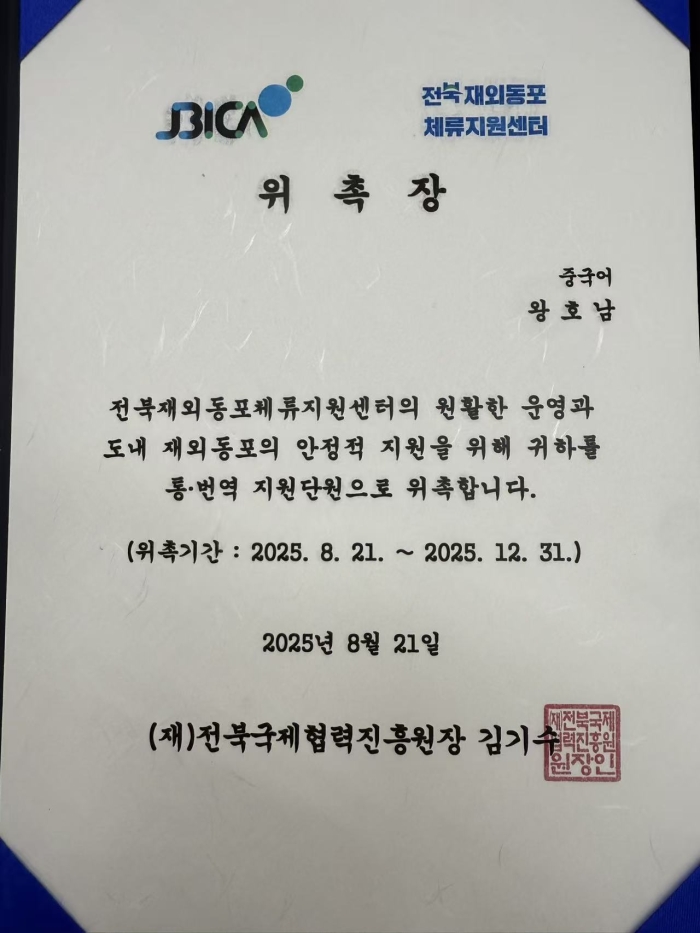 JBICA
전북재외동포
체류지원센터
위 촉 장
중국어
왕 호 남
전북재외동포체류지원센터의 원활한 운영과
도내 재외동포의 안정적 지원을 위해 귀하를
통·번역 지원단원으로 위촉합니다.
(위촉기간 : 2025. 8. 21. ~ 2025. 12. 31.)
2025년 8월 21일
(재)전북국제협력진흥원장 김기수
재전북국제
협력진흥원
원장인